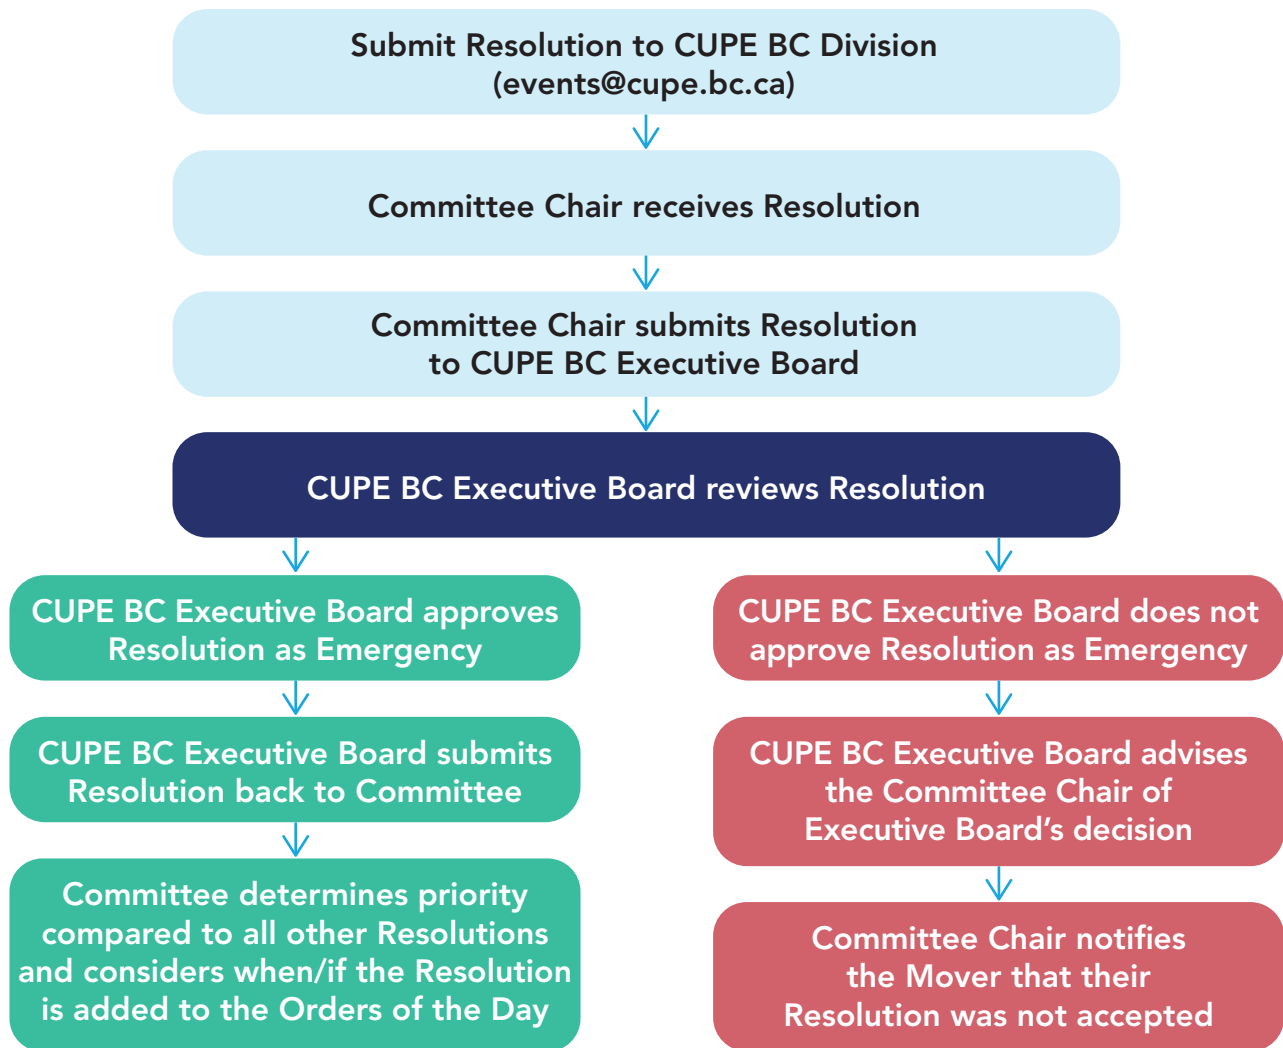 Submit Resolution to CUPE BC Division
(events@cupe.bc.ca)
Committee Chair receives Resolution
Committee Chair submits Resolution
to CUPE BC Executive Board
CUPE BC Executive Board reviews Resolution
CUPE BC Executive Board approves
Resolution as Emergency
CUPE BC Executive Board submits
Resolution back to Committee
Committee determines priority
compared to all other Resolutions
and considers when/if the Resolution
is added to the Orders of the Day
CUPE BC Executive Board does not
approve Resolution as Emergency
CUPE BC Executive Board advises
the Committee Chair of
Executive Board’s decision
Committee Chair notifies
the Mover that their
Resolution was not accepted